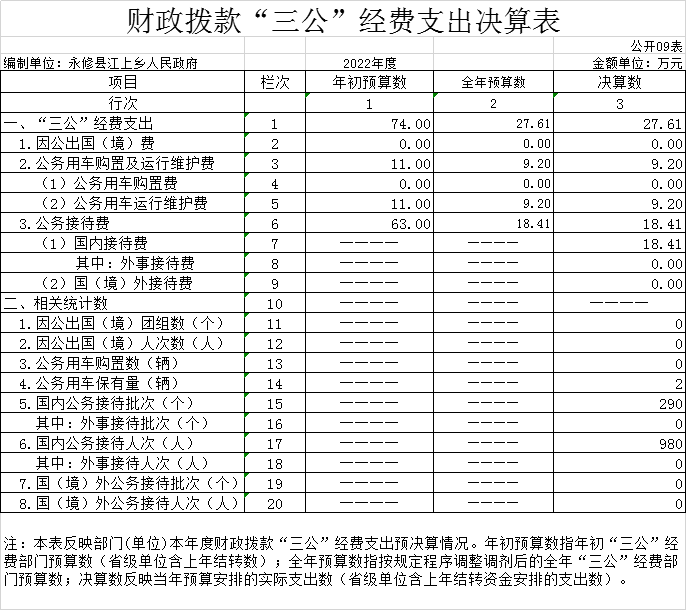 财政拨款“三公”经费支出决算表
公开09表
编制单位：永修县江上乡人民政府 2022年度 金额单位：万元
项目 栏次 年初预算数 全年预算数 决算数
行次 1 2 3
一、“三公”经费支出 1 74.00 27.61 27.61
1.因公出国（境）费 2 0.00 0.00 0.00
2.公务用车购置及运行维护费 3 11.00 9.20 9.20
（1）公务用车购置费 4 0.00 0.00 0.00
（2）公务用车运行维护费 5 11.00 9.20 9.20
3.公务接待费 6 63.00 18.41 18.41
（1）国内接待费 7 ———— ———— 18.41
其中：外事接待费 8 ———— ———— 0.00
（2）国（境）外接待费 9 ———— ———— 0.00
二、相关统计数 10 ———— ———— ————
1.因公出国（境）团组数（个） 11 ———— ———— 0
2.因公出国（境）人次数（人） 12 ———— ———— 0
3.公务用车购置数（辆） 13 ———— ———— 0
4.公务用车保有量（辆） 14 ———— ———— 2
5.国内公务接待批次（个） 15 ———— ———— 290
其中：外事接待批次（个） 16 ———— ———— 0
6.国内公务接待人次（人） 17 ———— ———— 980
其中：外事接待人次（人） 18 ———— ———— 0
7.国（境）外公务接待批次（个） 19 ———— ———— 0
8.国（境）外公务接待人次（人） 20 ———— ———— 0
注：本表反映部门(单位)本年度财政拨款“三公”经费支出预决算情况。年初预算数指年初“三公”经
费部门预算数（省级单位含上年结转数）；全年预算数指按规定程序调整调剂后的全年“三公”经费部
门预算数；决算数反映当年预算安排的实际支出数（省级单位含上年结转资金安排的支出数）。